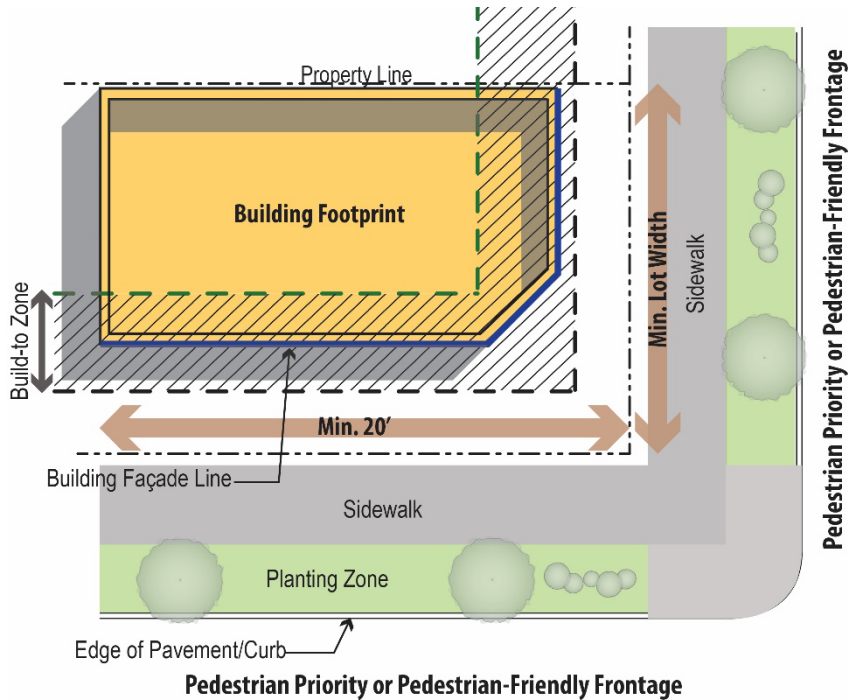 Property Line
Building Footprint
Build-to Zone
Min. Lot Width
Sidewalk
Pedestrian Priority or Pedestrian-Friendly Frontage
Min. 20′
Building Façade Line
Sidewalk
Planting Zone
Edge of Pavement/Curb
Pedestrian Priority or Pedestrian-Friendly Frontage